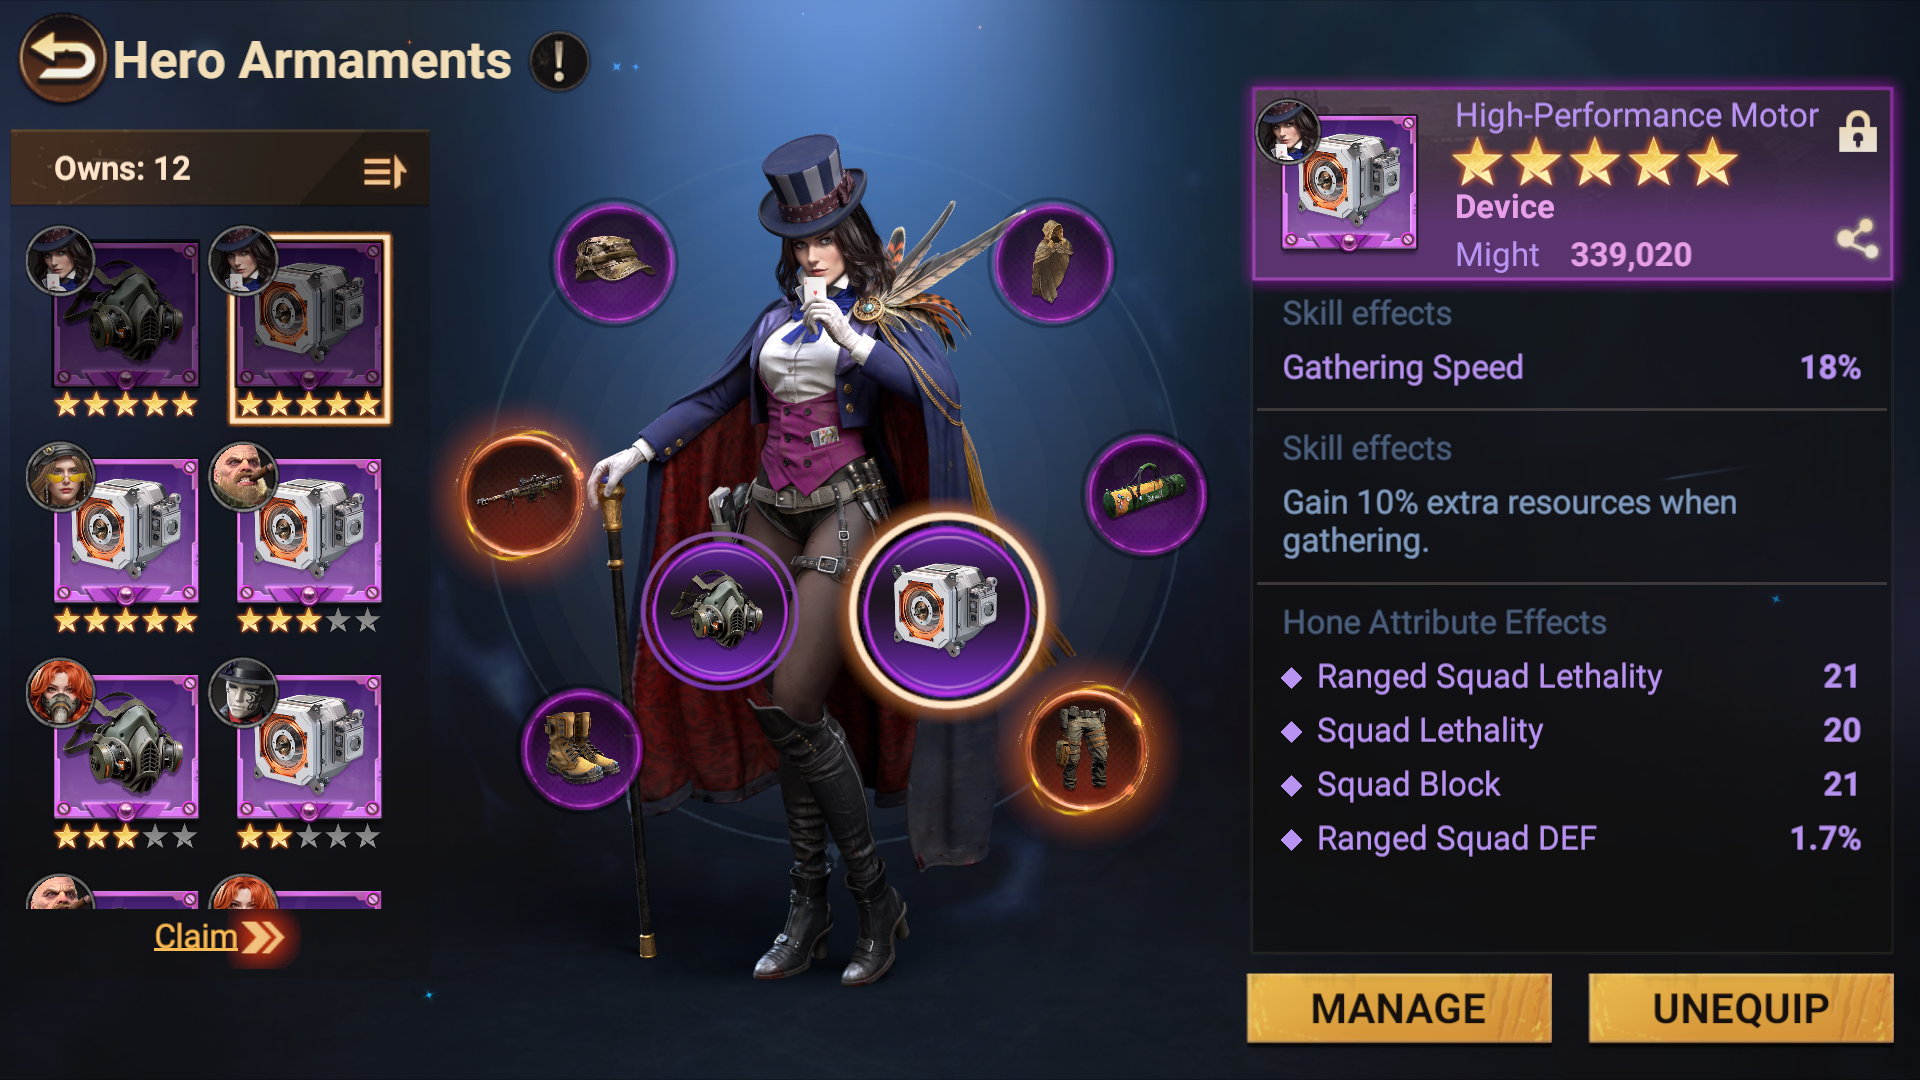 Hero Armaments !
Owns: 12
Claim
High-Performance Motor
Device
Might 339,020
Skill effects
Gathering Speed 18%
Skill effects
Gain 10% extra resources when
gathering.
Hone Attribute Effects
Ranged Squad Lethality 21
Squad Lethality 20
Squad Block 21
Ranged Squad DEF 1.7%
MANAGE
UNEQUIP